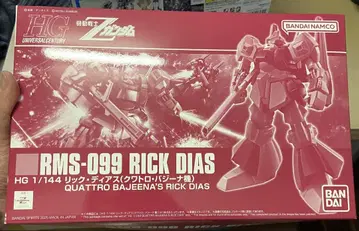 HG
UNIVERSAL CENTURY
機動戦士
Zガンダム
BANDAI NAMCO
RMS-099 RICK DIAS
HG 1/144 リック・ディアス(クワトロ・バジーナ機)
QUATTRO BAJEENA'S RICK DIAS
BAN
DAI